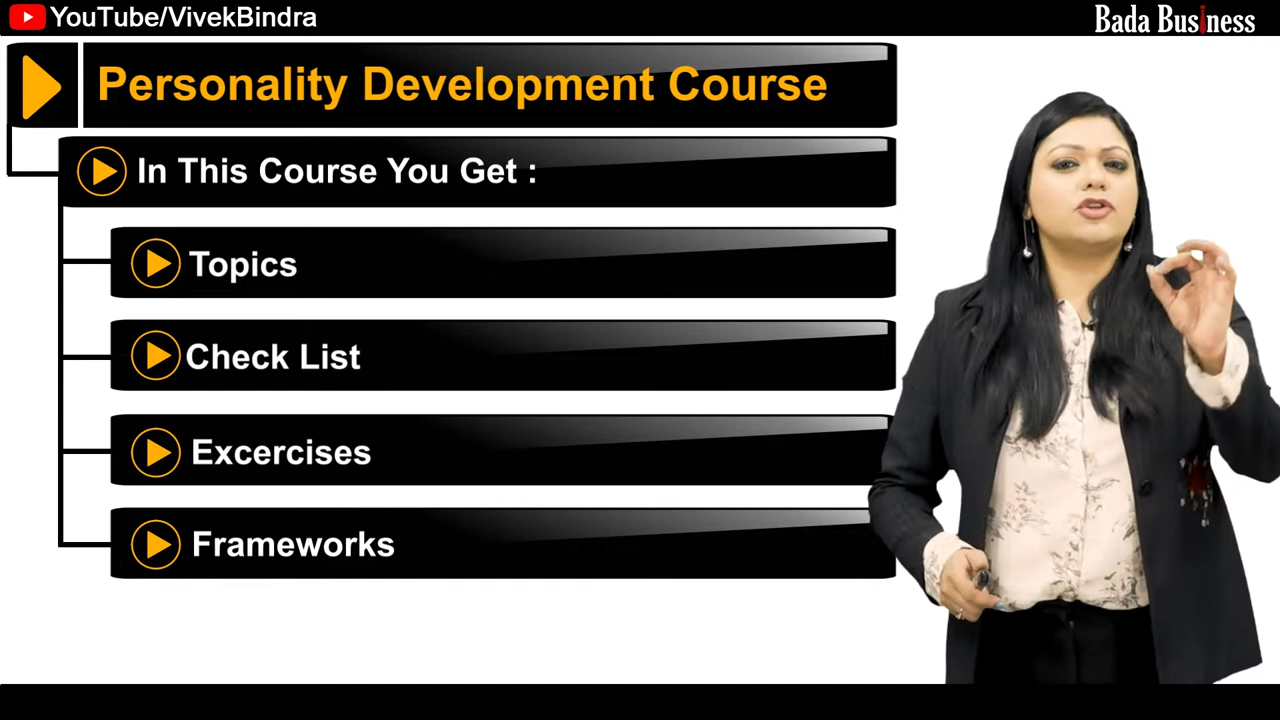 YouTube/VivekBindra
Bada Business
Personality Development Course
In This Course You Get :
Topics
Check List
Excercises
Frameworks